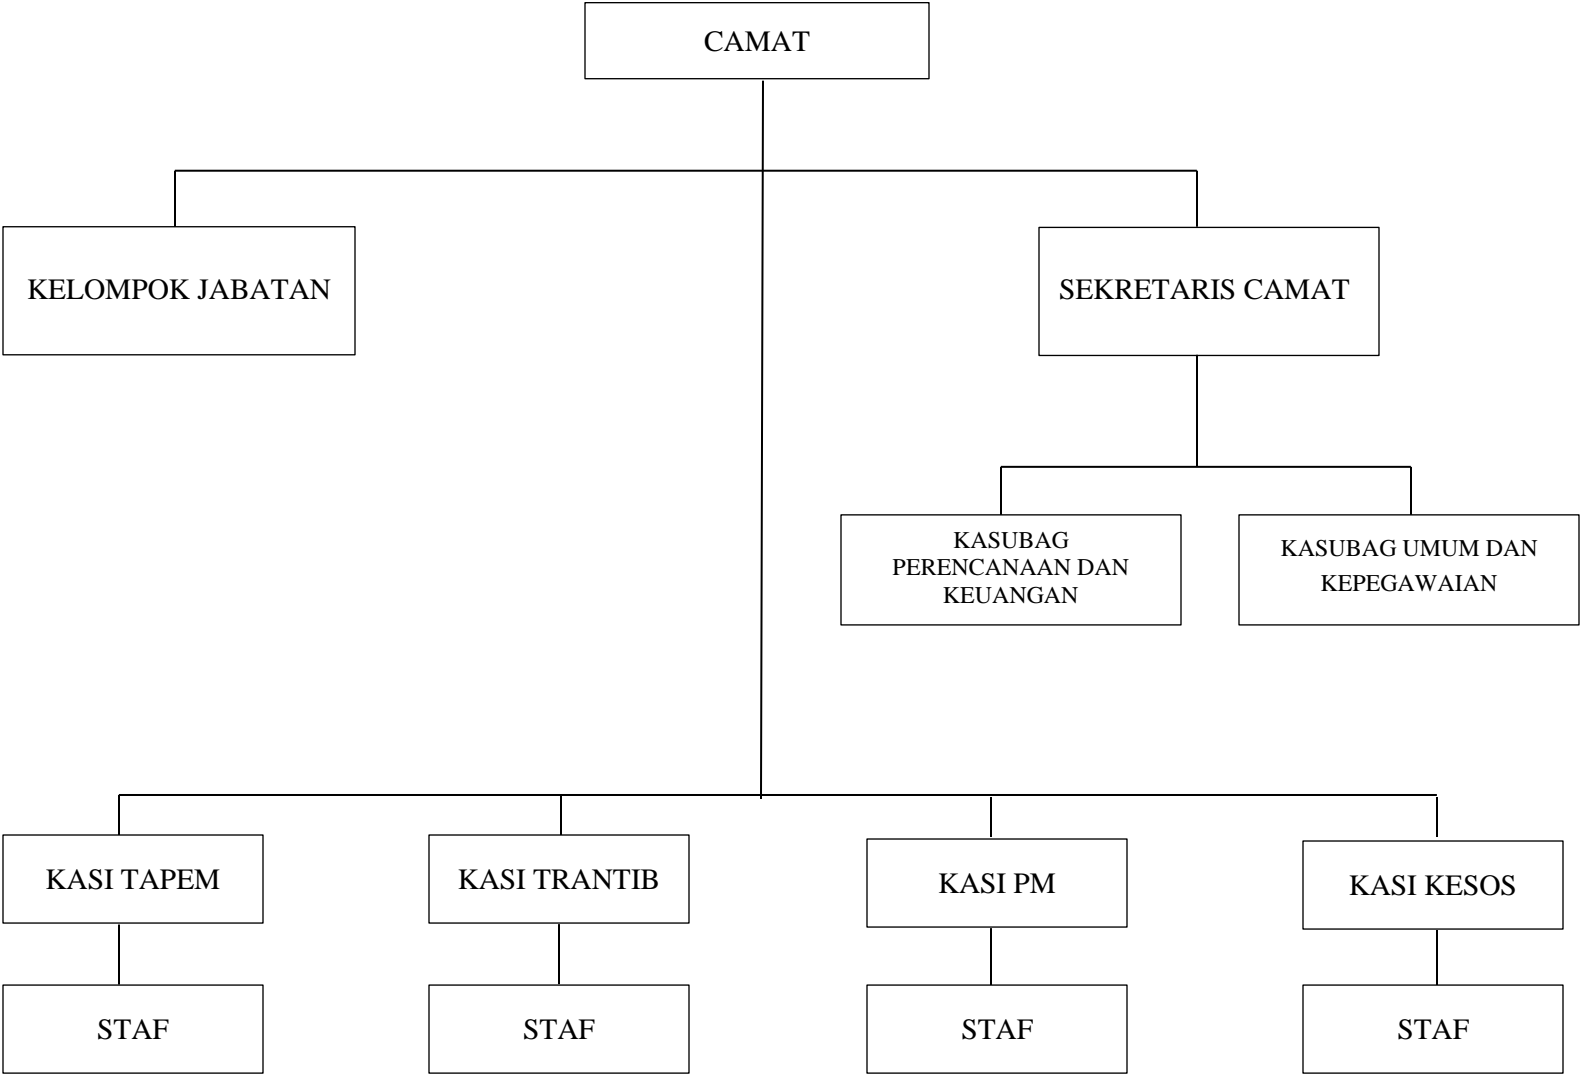 CAMAT
KELOMPOK JABATAN
SEKRETARIS CAMAT
KASUBAG
PERENCANAAN DAN
KEUANGAN
KASUBAG UMUM DAN
KEPEGAWAIAN
KASI TAPEM
KASI TRANTIB
KASI PM
KASI KESOS
STAF
STAF
STAF
STAF